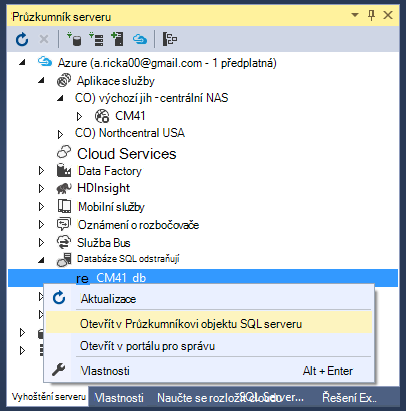 Průzkumník serveru
Azure (a.ricka00@gmail.com - 1 předplatná)
Aplikace služby
CO) výchozí jih - centrální NAS
CM41
CO) Northcentral USA
Cloud Services
Data Factory
HDInsight
Mobilní služby
Oznámení o rozbočovače
Služba Bus
Databáze SQL odstraňují
re CM41_db
Aktualizace
Otevřít v Průzkumníkovi objektu SQL serveru
Otevřít v portálu pro správu
Vlastnosti Alt + Enter
Vyhoštění serveru Vlastnosti Naučte se rozložit cloudu SQL Server... Řešení Ex..